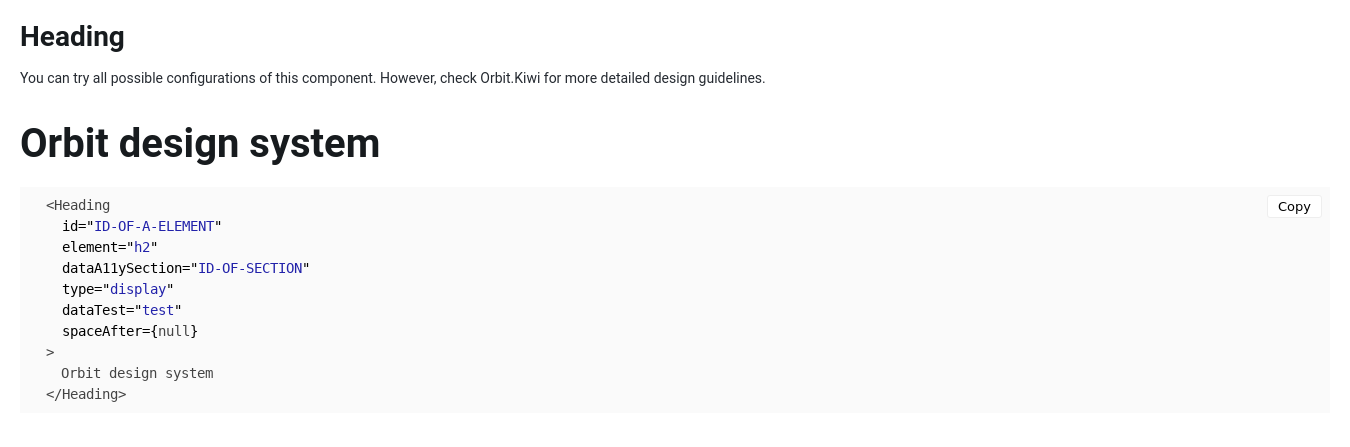 Heading
You can try all possible configurations of this component. However, check Orbit.Kiwi for more detailed design guidelines.
Orbit design system
<Heading
Copy
id="ID-OF-A-ELEMENT"
element="h2"
dataA11ySection="ID-OF-SECTION"
type="display"
dataTest="test"
spaceAfter={null}
>
Orbit design system
</Heading>